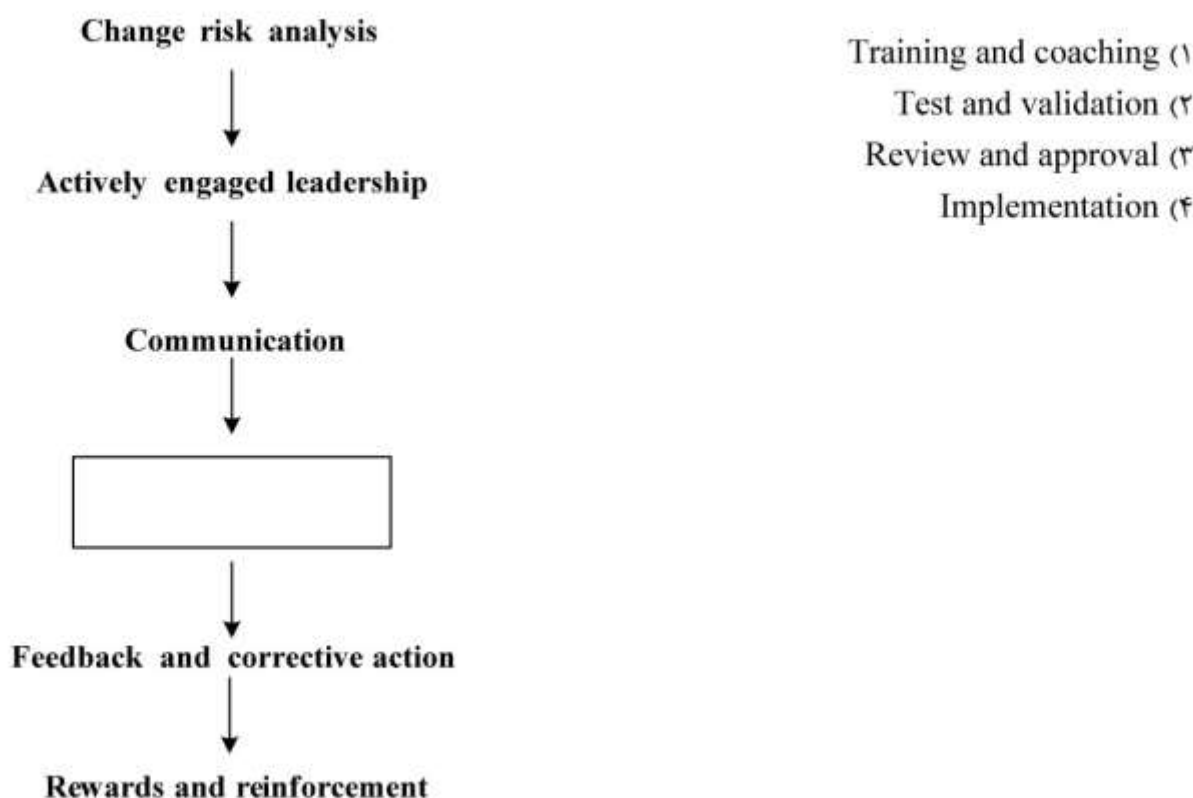 Change risk analysis
Actively engaged leadership
Communication
Feedback and corrective action
Rewards and reinforcement
Training and coaching (۱
Test and validation (۲
Review and approval (۳
Implementation (۴